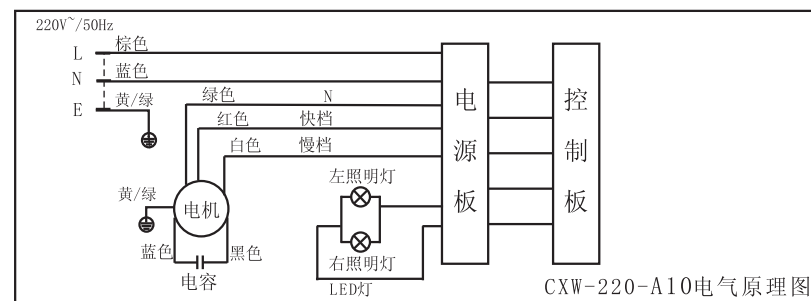 220V~/50Hz
L 棕色
N 蓝色
E 黄/绿
绿色 N
红色 快档
白色 慢档
电源板
控制板
左照明灯
右照明灯
LED灯
黄/绿
电机
蓝色
黑色
电容
CXW-220-A10电气原理图